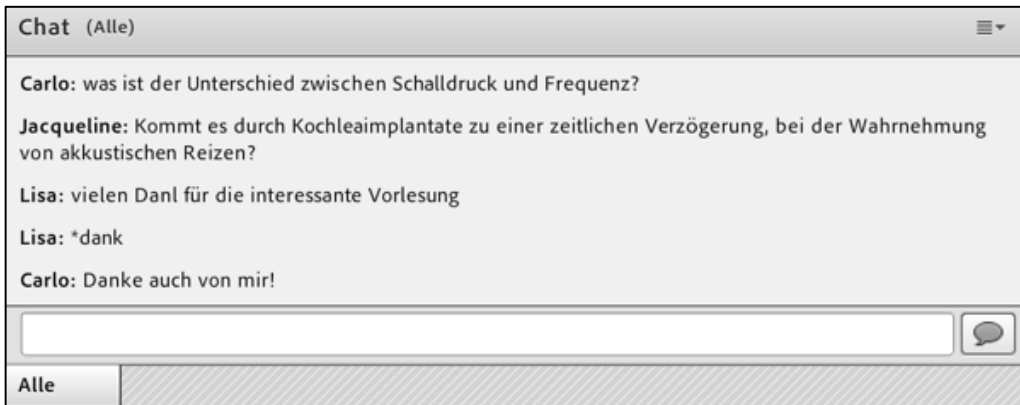 Chat (Alle)
Carlo: was ist der Unterschied zwischen Schalldruck und Frequenz?
Jacqueline: Kommt es durch Kochleaimplantate zu einer zeitlichen Verzögerung, bei der Wahrnehmung
von akkustischen Reizen?
Lisa: vielen Danl für die interessante Vorlesung
Lisa: *dank
Carlo: Danke auch von mir!
Alle